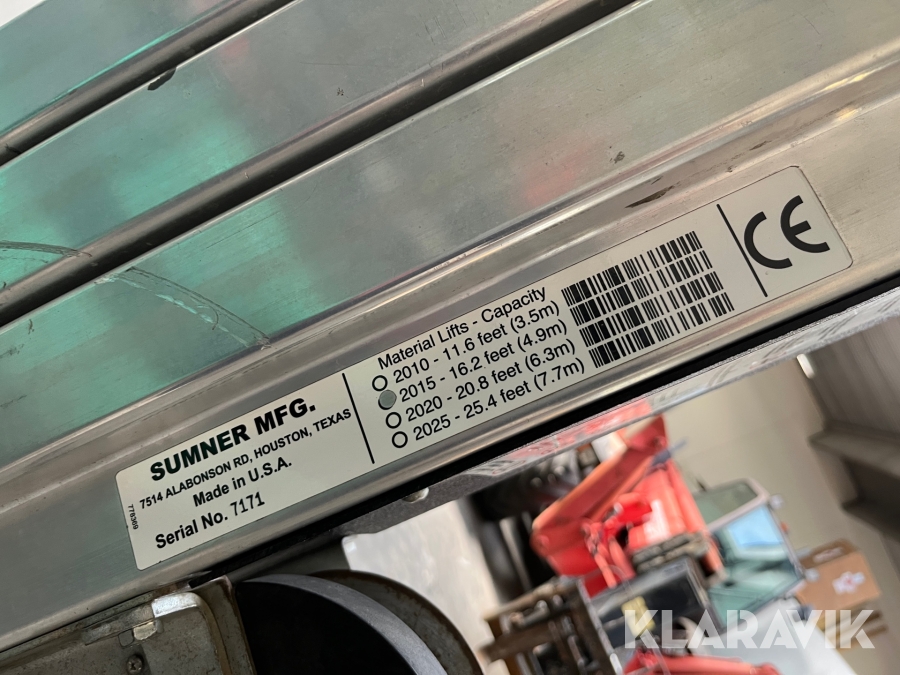 SUMNER MFG.
7514 ALABONSON RD, HOUSTON, TEXAS
Made in U.S.A.
Serial No. 7171
778369
Material Lifts - Capacity
2010 - 11.6 feet (3.5m)
2015 - 16.2 feet (4.9m)
2020 - 20.8 feet (6.3m)
2025 - 25.4 feet (7.7m)
CE
KLARAVIK